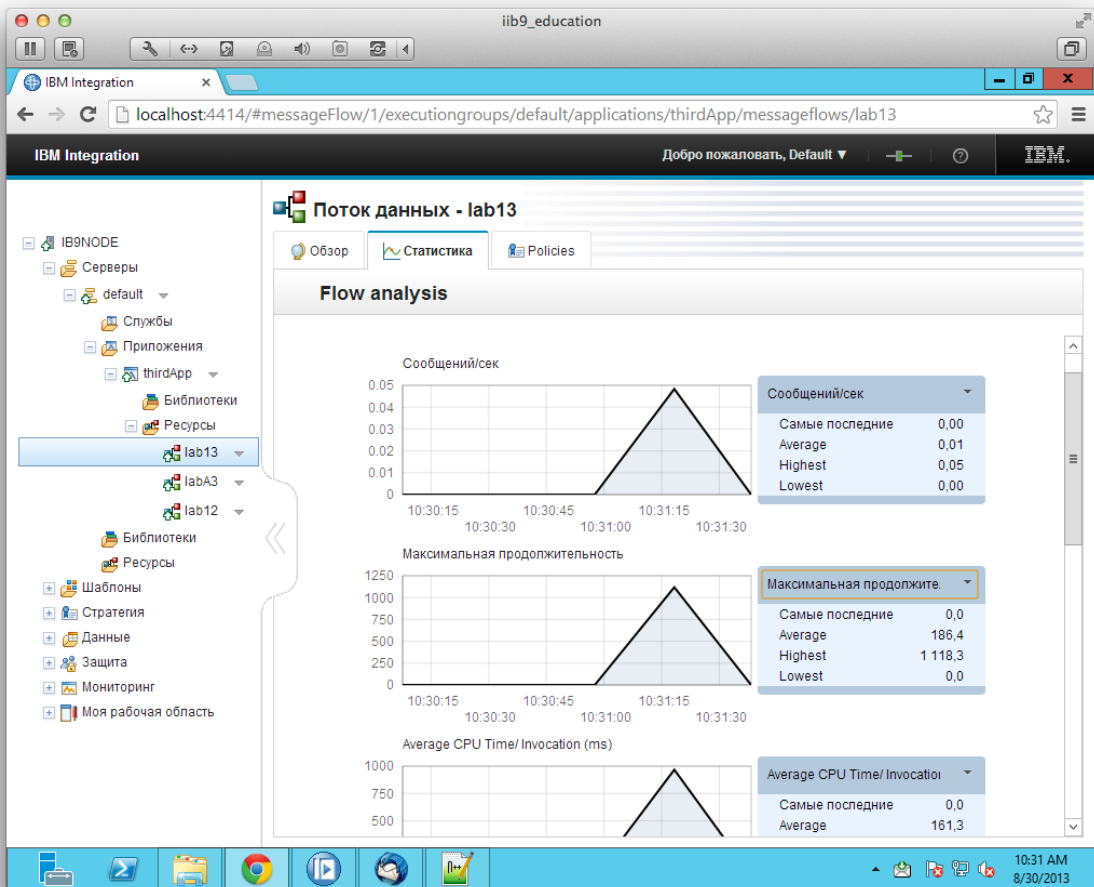 iib9_education
IBM Integration
localhost:4414/#messageFlow/1/executiongroups/default/applications/thirdApp/messageflows/lab13
IBM Integration
Добро пожаловать, Default
IBM.
IB9NODE
Серверы
default
Службы
Приложения
thirdApp
Библиотеки
Ресурсы
lab13
labA3
lab12
Библиотеки
Ресурсы
Шаблоны
Стратегия
Данные
Защита
Мониторинг
Моя рабочая область
Поток данных - lab13
Обзор
Статистика
Policies
Flow analysis
Сообщений/сек
0.05
0.04
0.03
0.02
0.01
0
10:30:15 10:30:45 10:31:15
10:30:30 10:31:00 10:31:30
Сообщений/сек
Самые последние 0,00
Average 0,01
Highest 0,05
Lowest 0,00
Максимальная продолжительность
1250
1000
750
500
250
0
10:30:15 10:30:45 10:31:15
10:30:30 10:31:00 10:31:30
Максимальная продолжите.
Самые последние 0,0
Average 186,4
Highest 1 118,3
Lowest 0,0
Average CPU Time/ Invocation (ms)
1000
750
500
Average CPU Time/ Invocation
Самые последние 0,0
Average 161,3
10:31 AM
8/30/2013